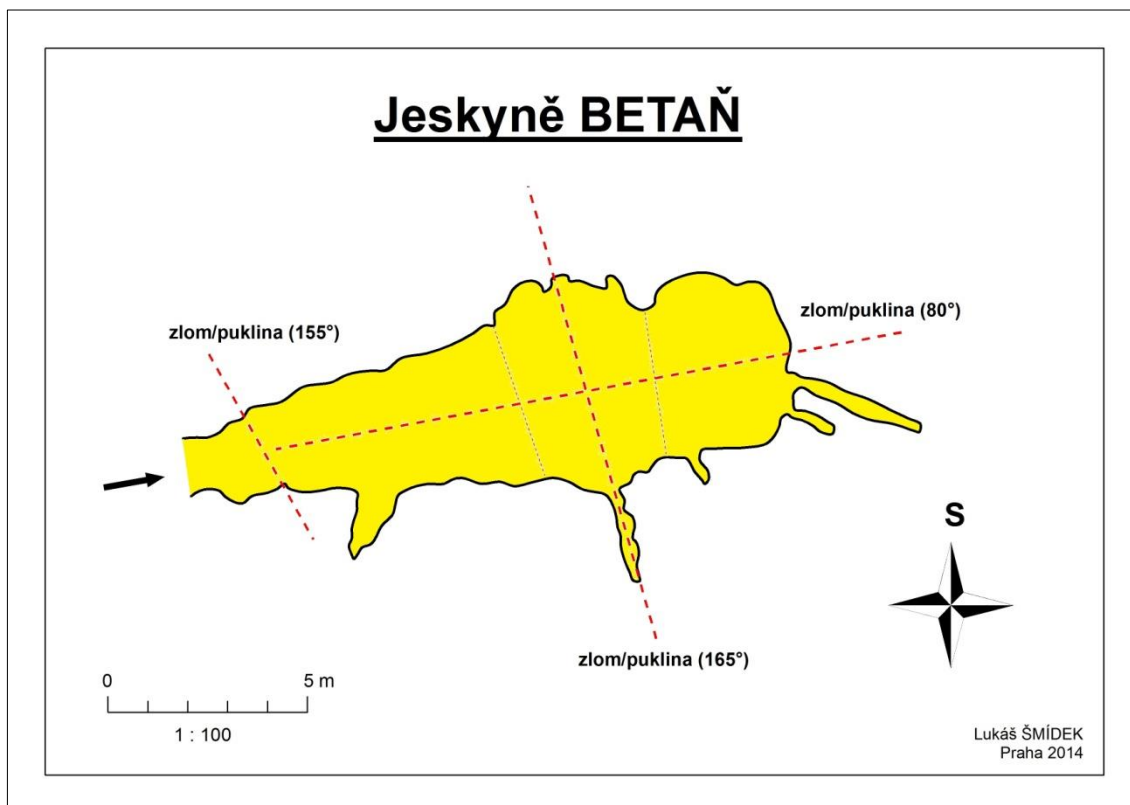 Jeskyně BETAŇ
zlom/puklina (155°)
zlom/puklina (80°)
zlom/puklina (165°)
S
0 5 m
1 : 100
Lukáš ŠMÍDEK
Praha 2014